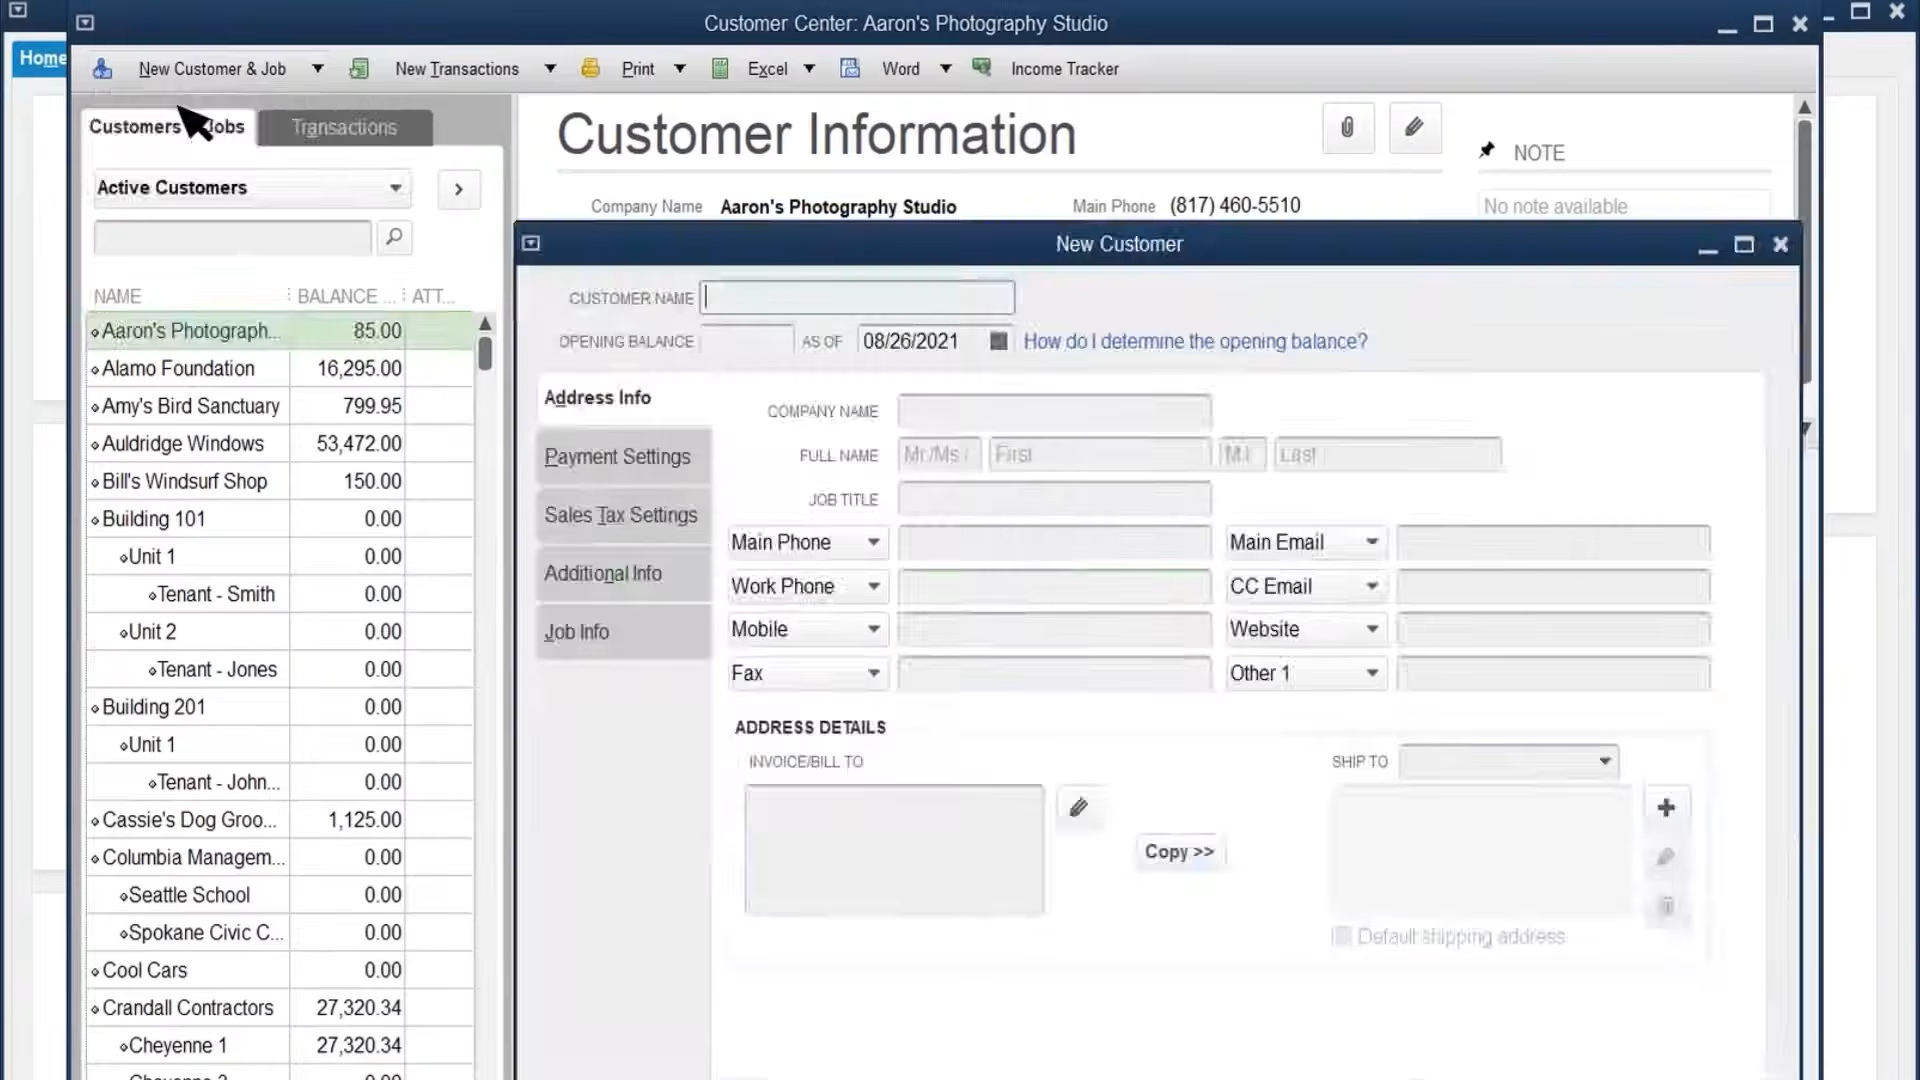 Customer Center: Aaron's Photography Studio
Home
New Customer & Job
New Transactions
Print
Excel
Word
Income Tracker
Customers Jobs
Transactions
Active Customers
NAME BALANCE ... ATT...
Aaron's Photograph... 85.00
Alamo Foundation 16,295.00
Amy's Bird Sanctuary 799.95
Auldridge Windows 53,472.00
Bill's Windsurf Shop 150.00
Building 101 0.00
Unit 1 0.00
Tenant - Smith 0.00
Unit 2 0.00
Tenant - Jones 0.00
Building 201 0.00
Unit 1 0.00
Tenant - John... 0.00
Cassie's Dog Groo... 1,125.00
Columbia Managem... 0.00
Seattle School 0.00
Spokane Civic C... 0.00
Cool Cars 0.00
Crandall Contractors 27,320.34
Cheyenne 1 27,320.34
Customer Information
NOTE
Company Name Aaron's Photography Studio
Main Phone (817) 460-5510
No note available
New Customer
CUSTOMER NAME
OPENING BALANCE AS OF 08/26/2021 How do I determine the opening balance?
Address Info
Payment Settings
Sales Tax Settings
Additional Info
Job Info
COMPANY NAME
FULL NAME Mr./Ms./ First M.I Last
JOB TITLE
Main Phone Main Email
Work Phone CC Email
Mobile Website
Fax Other 1
ADDRESS DETAILS
INVOICE/BILL TO
SHIP TO
Copy >>
Default shipping address